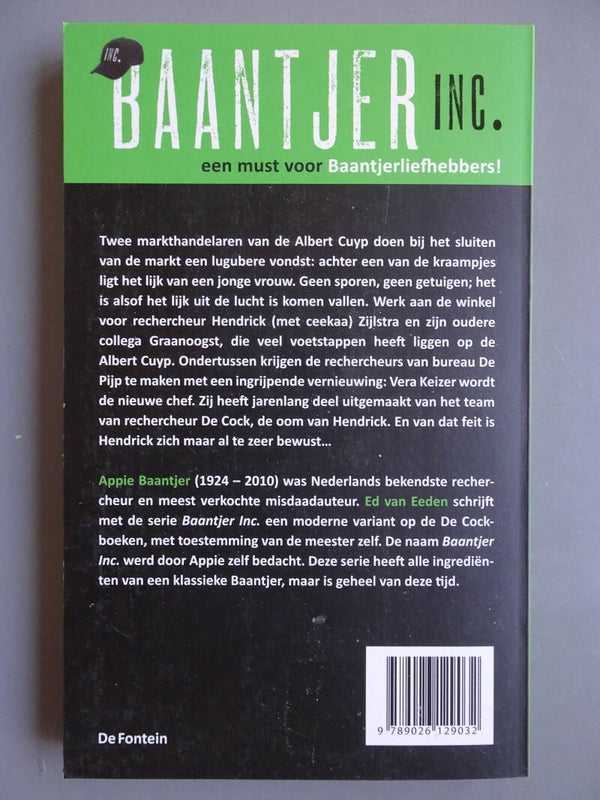 INC.
BAANTJER INC.
een must voor Baantjerliefhebbers!
Twee markthandelaren van de Albert Cuyp doen bij het sluiten
van de markt een lugubere vondst: achter een van de kraampjes
ligt het lijk van een jonge vrouw. Geen sporen, geen getuigen; het
is alsof het lijk uit de lucht is komen vallen. Werk aan de winkel
voor rechercheur Hendrick (met ceekaa) Zijlstra en zijn oudere
collega Graanoogst, die veel voetstappen heeft liggen op de
Albert Cuyp. Ondertussen krijgen de rechercheurs van bureau De
Pijp te maken met een ingrijpende vernieuwing: Vera Keizer wordt
de nieuwe chef. Zij heeft jarenlang deel uitgemaakt van het team
van rechercheur De Cock, de oom van Hendrick. En van dat feit is
Hendrick zich maar al te zeer bewust...
Appie Baantjer (1924 – 2010) was Nederlands bekendste recher-
cheur en meest verkochte misdaadauteur. Ed van Eeden schrijft
met de serie Baantjer Inc. een moderne variant op de De Cock-
boeken, met toestemming van de meester zelf. De naam Baantjer
Inc. werd door Appie zelf bedacht. Deze serie heeft alle ingrediën-
ten van een klassieke Baantjer, maar is geheel van deze tijd.
De Fontein
9 789026 129032